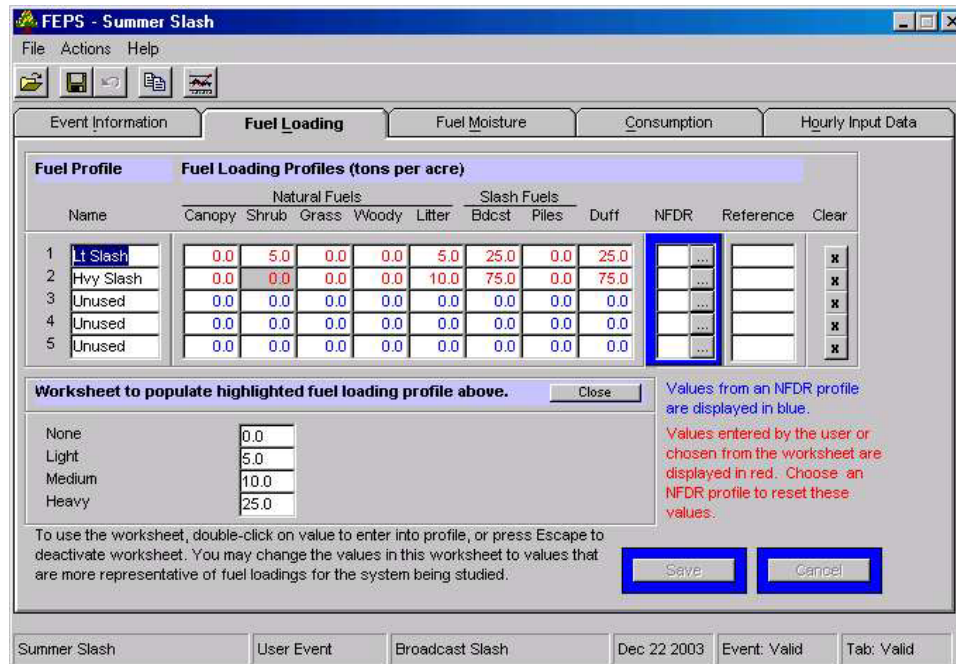 FEPS - Summer Slash
File Actions Help
Event Information Fuel Loading Fuel Moisture Consumption Hourly Input Data
Fuel Profile Fuel Loading Profiles (tons per acre)
Natural Fuels Slash Fuels
Name Canopy Shrub Grass Woody Litter Bdcst Piles Duff NFDR Reference Clear
1 Lt Slash 0.0 5.0 0.0 0.0 5.0 25.0 0.0 25.0 ... x
2 Hvy Slash 0.0 0.0 0.0 0.0 10.0 75.0 0.0 75.0 ... x
3 Unused 0.0 0.0 0.0 0.0 0.0 0.0 0.0 0.0 ... x
4 Unused 0.0 0.0 0.0 0.0 0.0 0.0 0.0 0.0 ... x
5 Unused 0.0 0.0 0.0 0.0 0.0 0.0 0.0 0.0 ... x
Worksheet to populate highlighted fuel loading profile above. Close
None 0.0
Light 5.0
Medium 10.0
Heavy 25.0
Values from an NFDR profile
are displayed in blue.
Values entered by the user or
chosen from the worksheet are
displayed in red. Choose an
NFDR profile to reset these
values.
To use the worksheet, double-click on value to enter into profile, or press Escape to
deactivate worksheet. You may change the values in this worksheet to values that
are more representative of fuel loadings for the system being studied.
Save Cancel
Summer Slash User Event Broadcast Slash Dec 22 2003 Event: Valid Tab: Valid